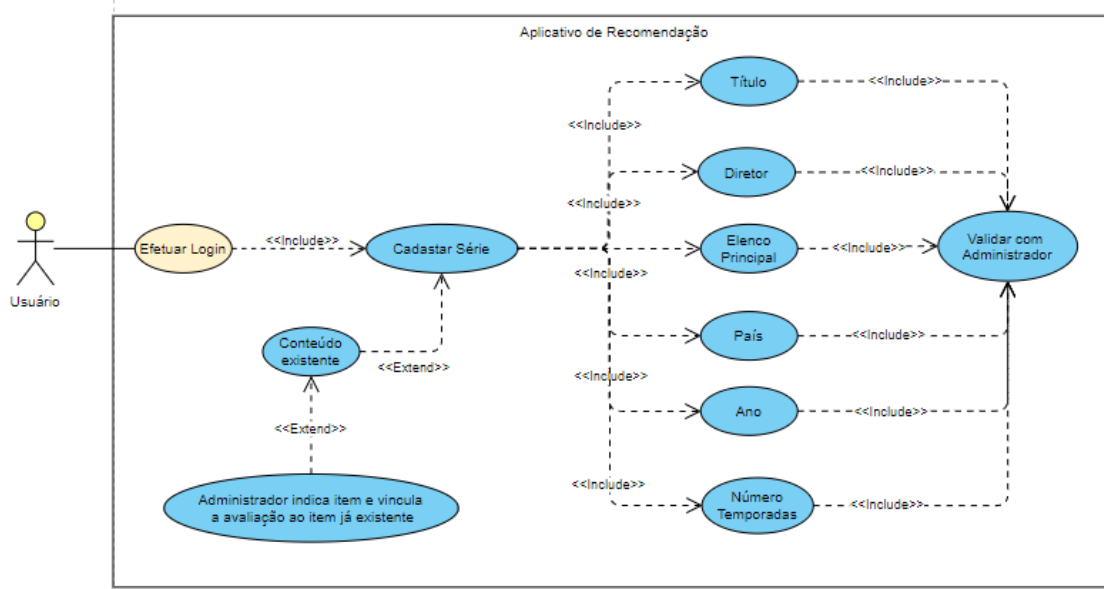 Aplicativo de Recomendação
Título
<<Include>>
<<Include>>
Diretor
<<Include>>
<<Include>>
Usuário
Efetuar Login
<<Include>>
Cadastar Série
Elenco
Principal
<<Include>>
Validar com
Administrador
<<Include>>
Conteúdo
existente
<<Extend>>
País
<<Include>>
<<Include>>
Ano
<<Include>>
<<Extend>>
Administrador indica item e vincula
a avaliação ao item já existente
<<Include>>
Número
Temporadas
<<Include>>